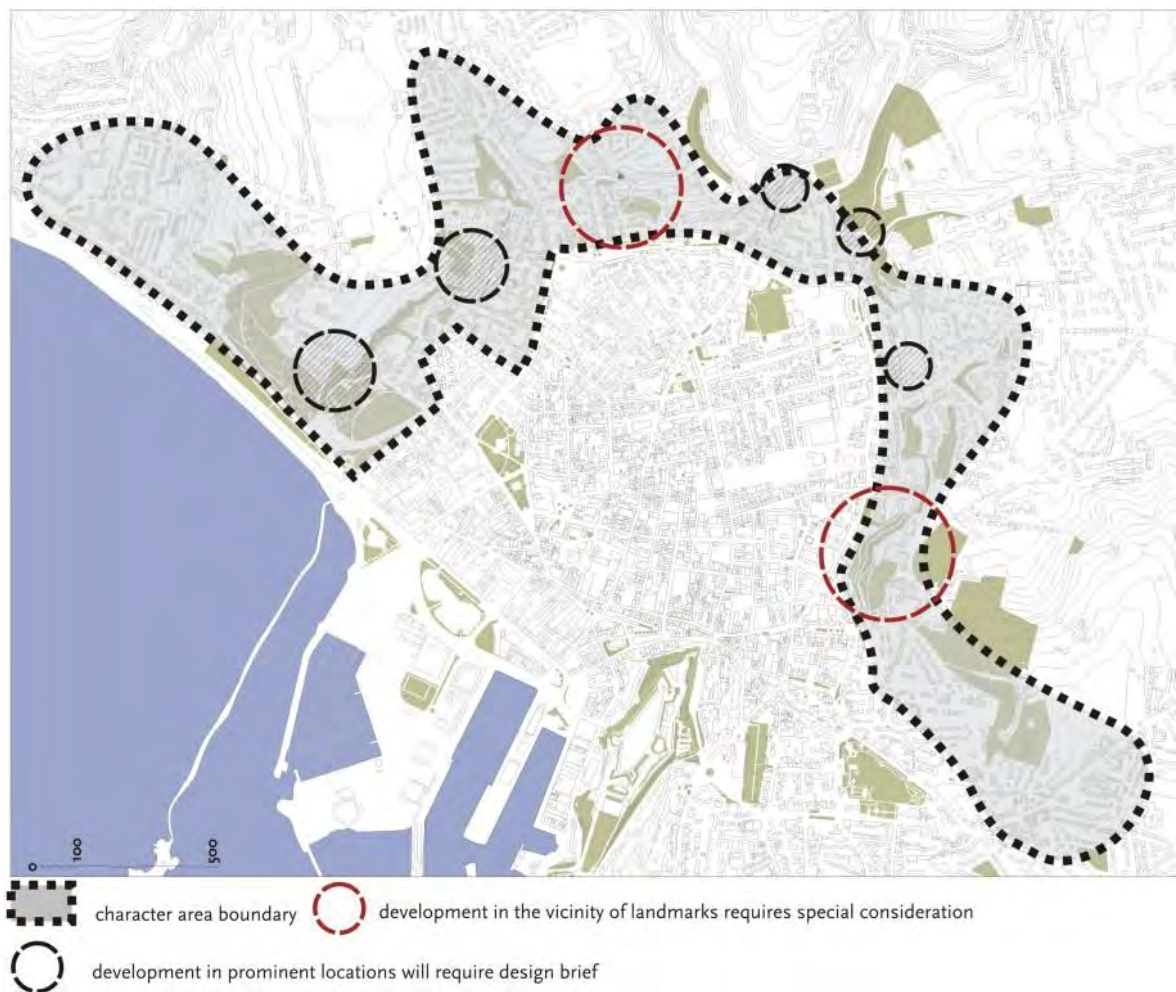 0
100
500
character area boundary
development in the vicinity of landmarks requires special consideration
development in prominent locations will require design brief